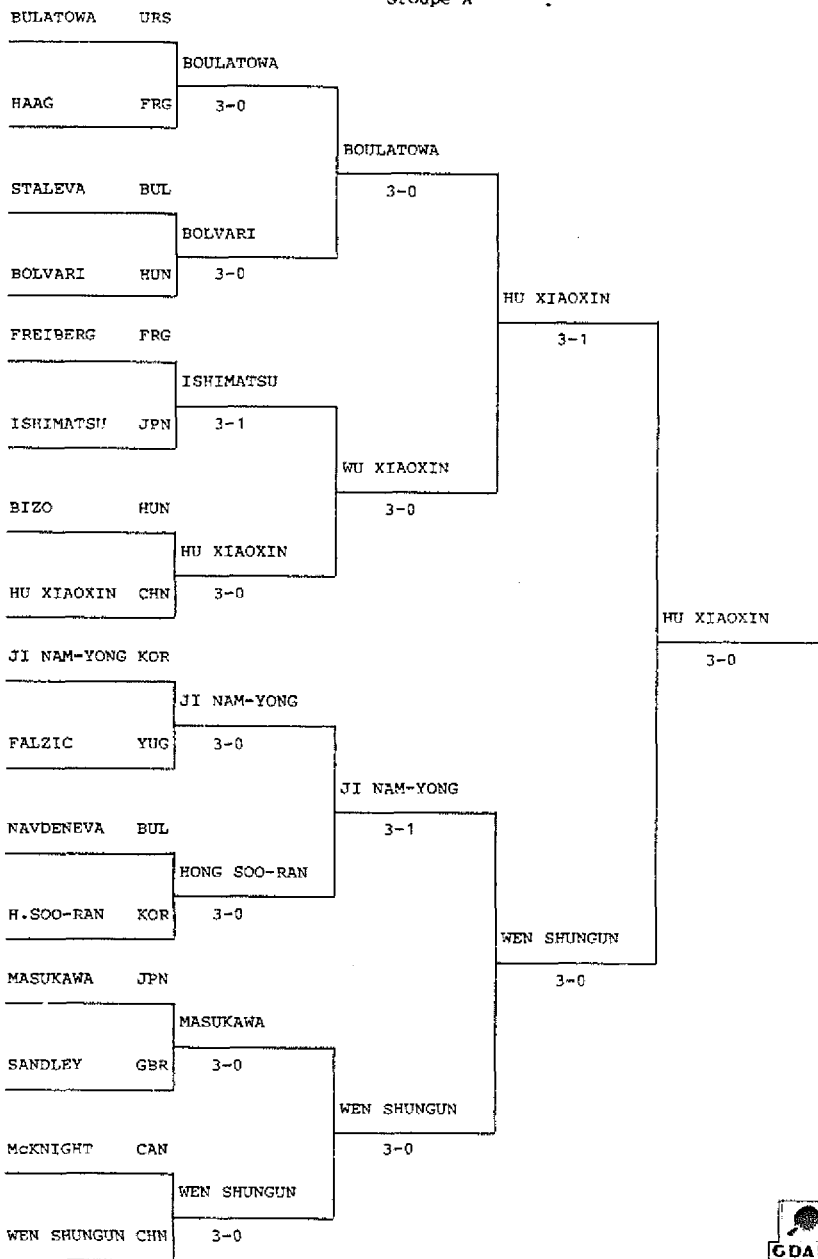 Groupe A
BULATOWA URS
BOULATOWA
HAAG FRG 3-0
BOULATOWA
STALEVA BUL 3-0
BOLVARI
BOLVARI HUN 3-0
HU XIAOXIN
FREIBERG FRG 3-1
ISHIMATSU
ISHIMATSU JPN 3-1
WU XIAOXIN
BIZO HUN 3-0
HU XIAOXIN
HU XIAOXIN CHN 3-0
HU XIAOXIN
JI NAM-YONG KOR 3-0
JI NAM-YONG
FALZIC YUG 3-0
JI NAM-YONG
NAVDENEVA BUL 3-1
HONG SOO-RAN
H.SOO-RAN KOR 3-0
WEN SHUNGUN
MASUKAWA JPN 3-0
MASUKAWA
SANDLEY GBR 3-0
WEN SHUNGUN
McKNIGHT CAN 3-0
WEN SHUNGUN
WEN SHUNGUN CHN 3-0
GDA